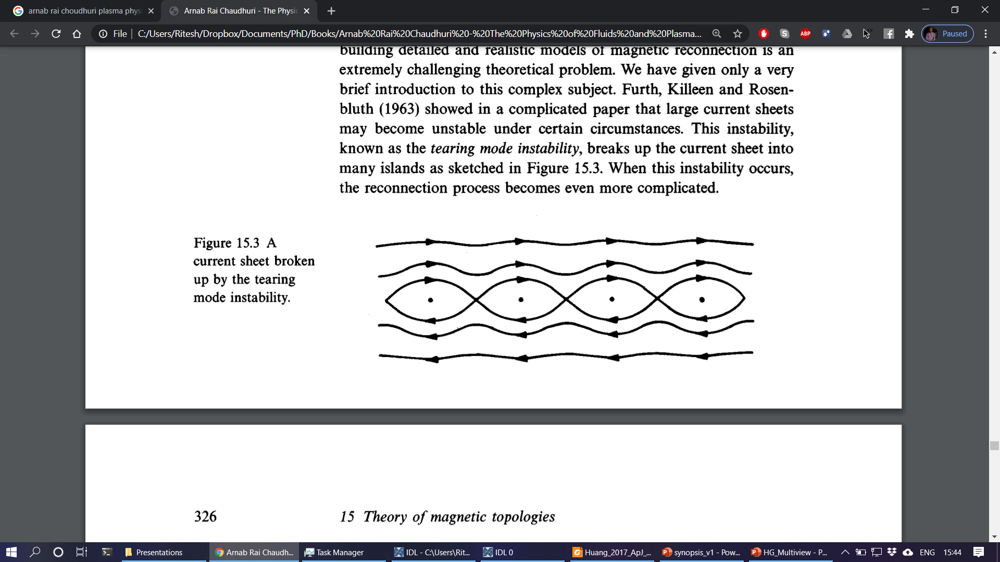 arnab rai choudhuri plasma physi
Arnab Rai Chaudhuri - The Physic
File
C:/Users/Ritesh/Dropbox/Documents/PhD/Books/Arnab%20Rai%20Chaudhuri%20-%20The%20Physics%20of%20Fluids%20and%20Plasma...
ABP
Paused
building detailed and realistic models of magnetic reconnection is an
extremely challenging theoretical problem. We have given only a very
brief introduction to this complex subject. Furth, Killeen and Rosen-
bluth (1963) showed in a complicated paper that large current sheets
may become unstable under certain circumstances. This instability,
known as the tearing mode instability, breaks up the current sheet into
many islands as sketched in Figure 15.3. When this instability occurs,
the reconnection process becomes even more complicated.
Figure 15.3 A
current sheet broken
up by the tearing
mode instability.
326
15 Theory of magnetic topologies
Presentations
Arnab Rai Chaudh...
Task Manager
IDL - C:\Users\Rit...
IDL 0
Huang_2017_ApJ_...
synopsis_v1 - Pow...
HG_Multiview - P...
ENG
15:44